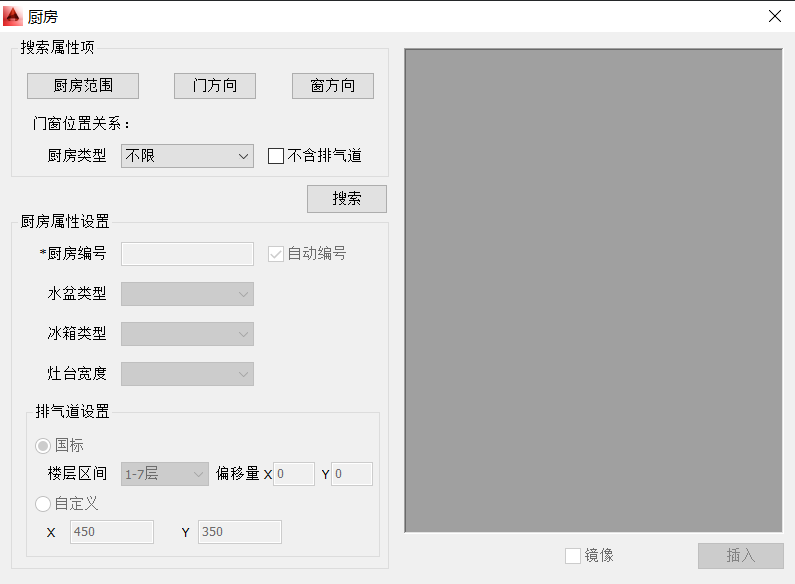 厨房
搜索属性项
厨房范围 门方向 窗方向
门窗位置关系：
厨房类型 不限 不含排气道
搜索
厨房属性设置
*厨房编号 自动编号
水盆类型
冰箱类型
灶台宽度
排气道设置
国标
楼层区间 1-7层 偏移量 X 0 Y 0
自定义
X 450 Y 350
镜像 插入